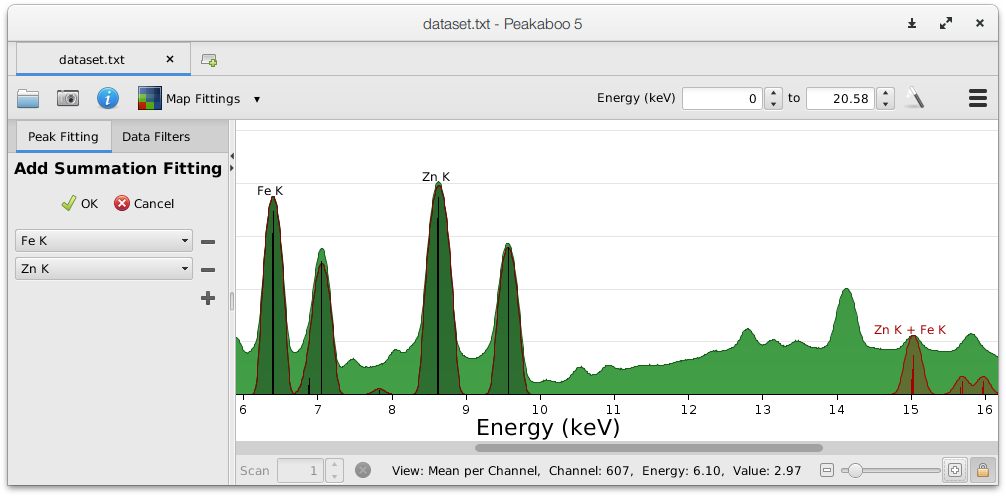 dataset.txt - Peakaboo 5
dataset.txt
Map Fittings
Energy (keV) 0 to 20.58
Peak Fitting Data Filters
Add Summation Fitting
OK Cancel
Fe K
Zn K
Fe K
Zn K
Zn K + Fe K
6 7 8 9 10 11 12 13 14 15 16
Energy (keV)
Scan 1 View: Mean per Channel, Channel: 607, Energy: 6.10, Value: 2.97